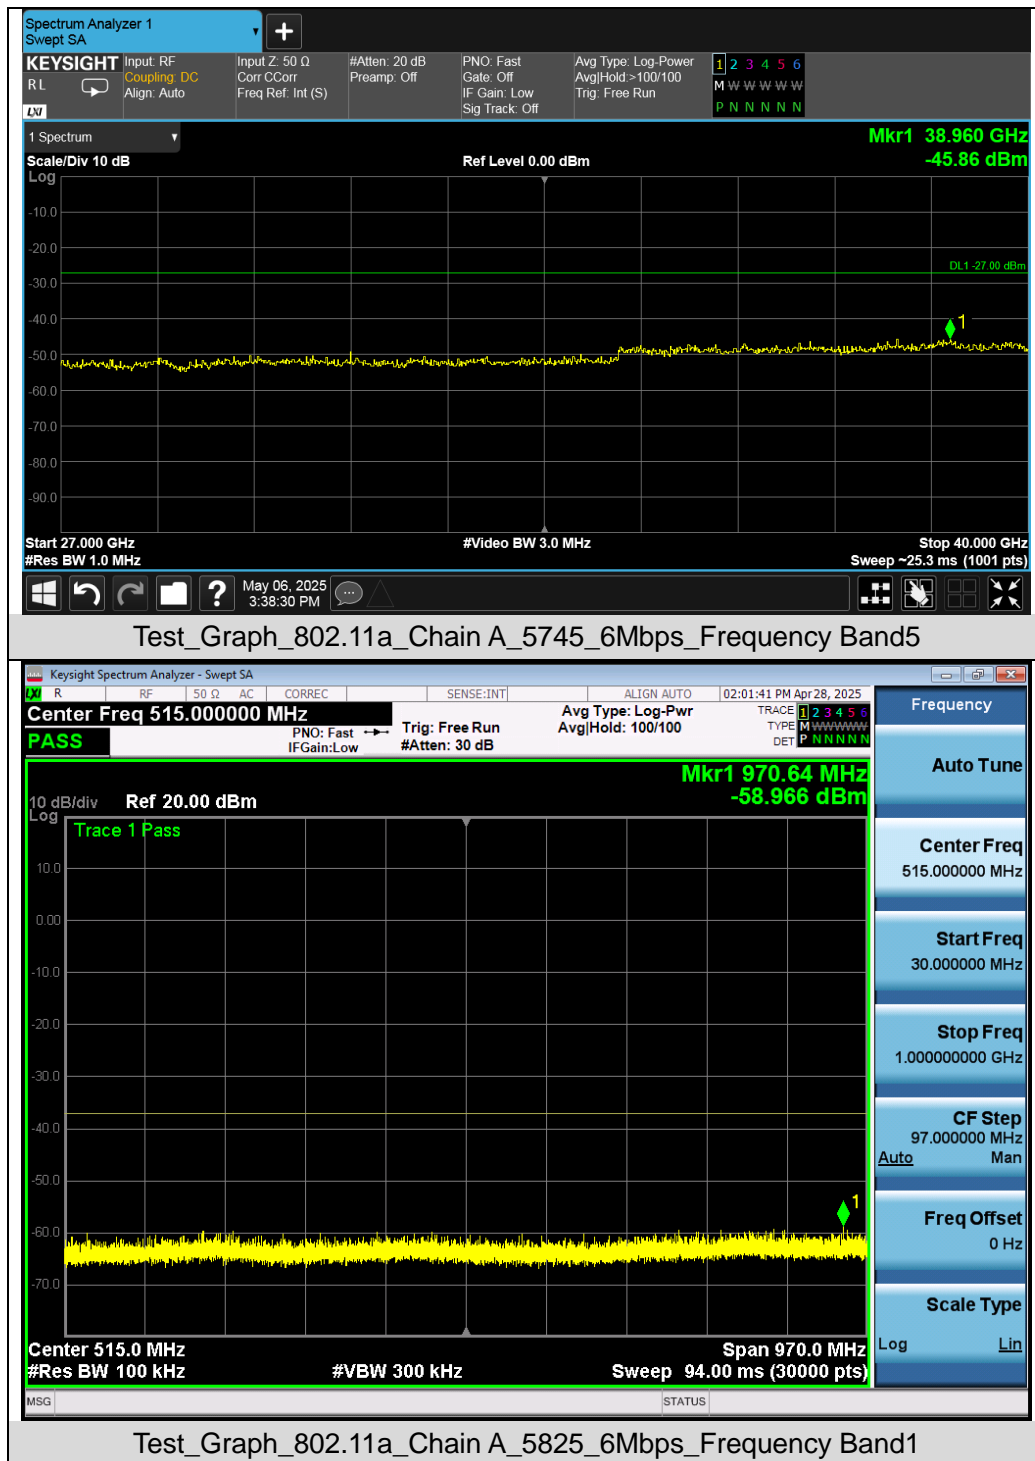 Spectrum Analyzer 1
Swept SA
+
KEYSIGHT
R L
LXI
Input: RF
Coupling: DC
Align: Auto
Input Z: 50 Ω
Corr CCorr
Freq Ref: Int (S)
#Atten: 20 dB
Preamp: Off
PNO: Fast
Gate: Off
IF Gain: Low
Sig Track: Off
Avg Type: Log-Power
Avg|Hold:>100/100
Trig: Free Run
1 2 3 4 5 6
M W W W W W
P N N N N N
1 Spectrum
Mkr1 38.960 GHz
-45.86 dBm
Scale/Div 10 dB
Ref Level 0.00 dBm
Log
-10.0
-20.0
DL1 -27.00 dBm
-30.0
-40.0
1
-50.0
-60.0
-70.0
-80.0
-90.0
Start 27.000 GHz
#Video BW 3.0 MHz
Stop 40.000 GHz
#Res BW 1.0 MHz
Sweep ~25.3 ms (1001 pts)
?
May 06, 2025
3:38:30 PM
Test_Graph_802.11a_Chain A_5745_6Mbps_Frequency Band5
Keysight Spectrum Analyzer - Swept SA
LXI R RF 50 Ω AC CORREC SENSE:INT ALIGN AUTO 02:01:41 PM Apr 28, 2025
Center Freq 515.000000 MHz
PASS
PNO: Fast
IFGain:Low
Trig: Free Run
#Atten: 30 dB
Avg Type: Log-Pwr
Avg|Hold: 100/100
TRACE 1 2 3 4 5 6
TYPE M W W W W W
DET P N N N N N
Mkr1 970.64 MHz
-58.966 dBm
10 dB/div Ref 20.00 dBm
Log
Trace 1 Pass
10.0
0.00
-10.0
-20.0
-30.0
-40.0
-50.0
1
-60.0
-70.0
Center 515.0 MHz
Span 970.0 MHz
#Res BW 100 kHz
#VBW 300 kHz
Sweep 94.00 ms (30000 pts)
MSG
STATUS
Frequency
Auto Tune
Center Freq
515.000000 MHz
Start Freq
30.000000 MHz
Stop Freq
1.000000000 GHz
CF Step
97.000000 MHz
Auto Man
Freq Offset
0 Hz
Scale Type
Log Lin
Test_Graph_802.11a_Chain A_5825_6Mbps_Frequency Band1